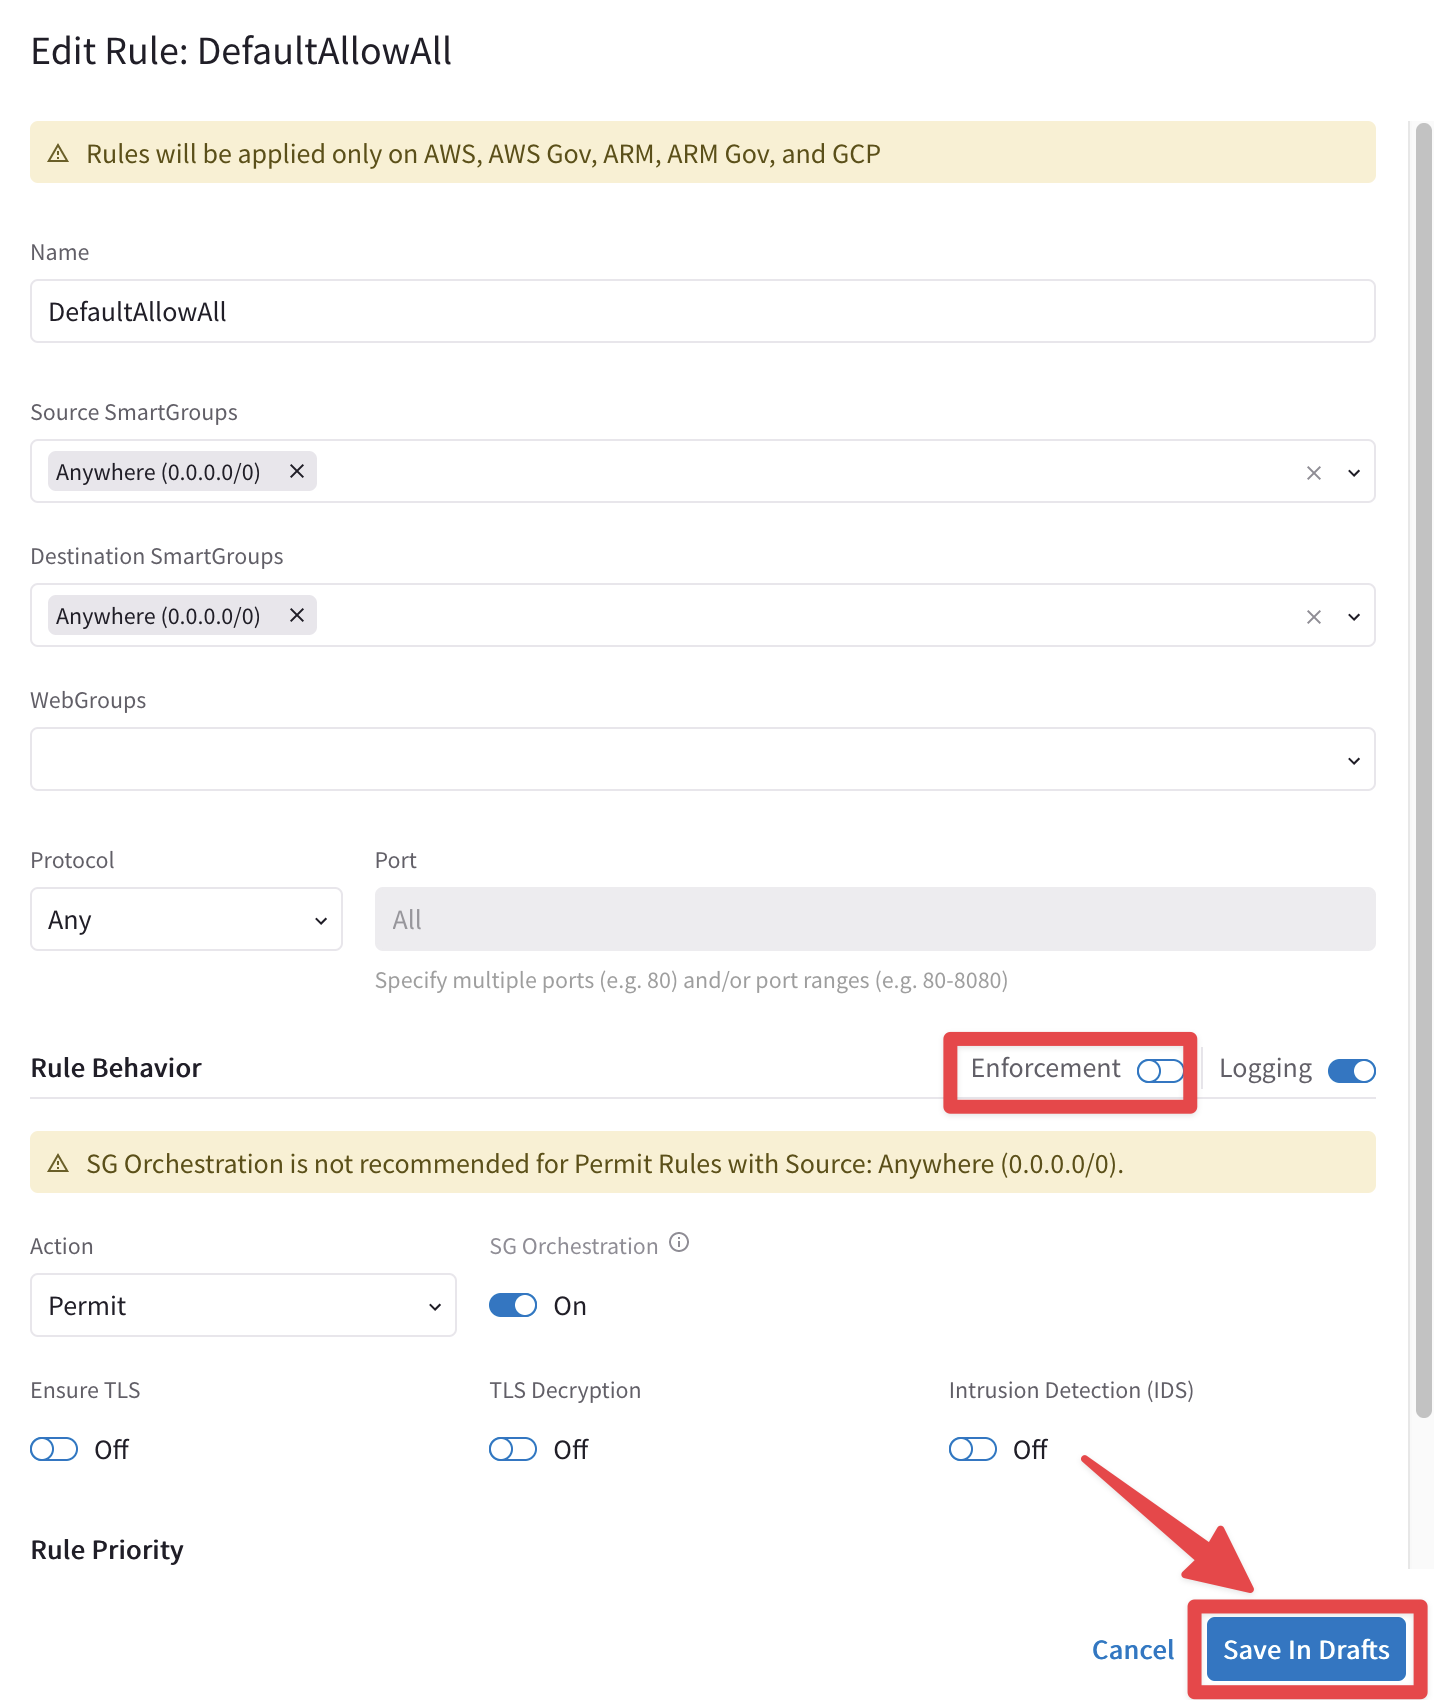 Edit Rule: DefaultAllowAll
Rules will be applied only on AWS, AWS Gov, ARM, ARM Gov, and GCP
Name
DefaultAllowAll
Source SmartGroups
Anywhere (0.0.0.0/0)
Destination SmartGroups
Anywhere (0.0.0.0/0)
WebGroups
Protocol Port
Any All
Specify multiple ports (e.g. 80) and/or port ranges (e.g. 80-8080)
Rule Behavior Enforcement Logging
SG Orchestration is not recommended for Permit Rules with Source: Anywhere (0.0.0.0/0).
Action SG Orchestration
Permit On
Ensure TLS TLS Decryption Intrusion Detection (IDS)
Off Off Off
Rule Priority
Cancel Save In Drafts